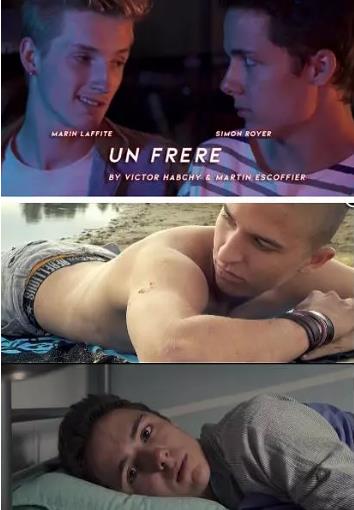 MARIN LAFFITE
SIMON ROYER
UN FRERE
BY VICTOR HABCHY & MARTIN ESCOFFIER